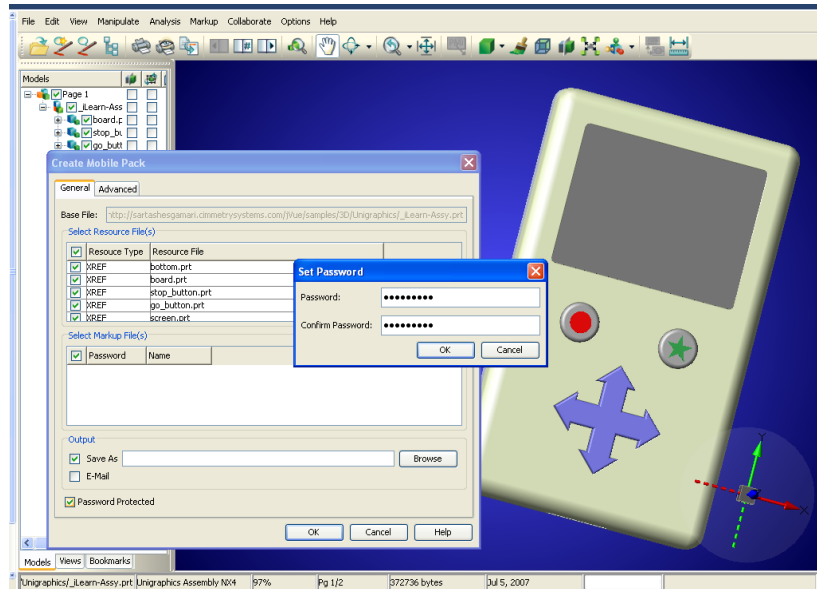 File Edit View Manipulate Analysis Markup Collaborate Options Help
Models
Page 1
_iLearn-Ass
board.p
stop_bu
go_butt
Create Mobile Pack
General Advanced
Base File: http://sartashesgamari.cimmetrysystems.com/jVue/samples/3D/Unigraphics/_iLearn-Assy.prt
Select Resource File(s)
Resouce Type Resource File
XREF bottom.prt
XREF board.prt
XREF stop_button.prt
XREF go_button.prt
XREF screen.prt
Set Password
Password: ●●●●●●●●●
Confirm Password: ●●●●●●●●●
OK Cancel
Select Markup File(s)
Password Name
Output
Save As Browse
E-Mail
Password Protected
OK Cancel Help
Y
X
Models Views Bookmarks
'Unigraphics/_iLearn-Assy.prt Unigraphics Assembly NX4 97% Pg 1/2 372736 bytes Jul 5, 2007